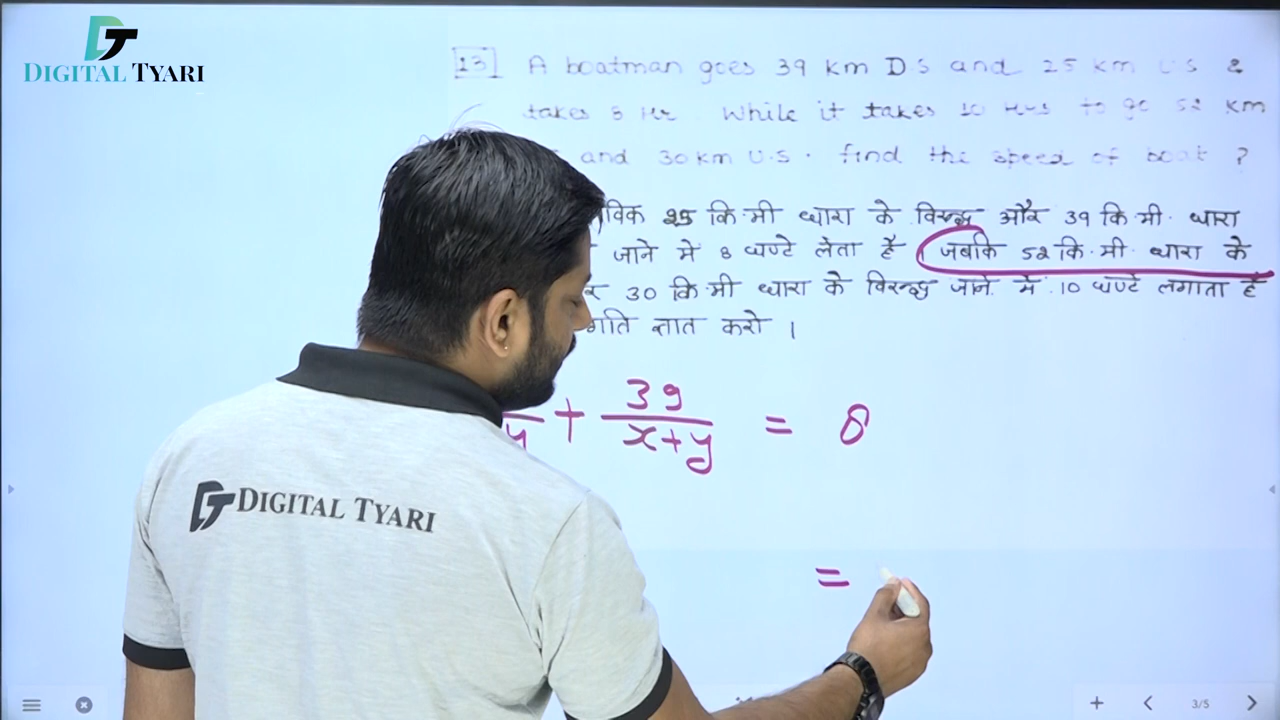 DT
DIGITAL TYARI
[13] A boatman goes 39 km D.S and 25 km U.S &
takes 8 Hr. While it takes 10 Hrs to go 52 km
and 30 km U.S. find the speed of boat ?
विक 25 कि.मी धारा के विरुद्ध और 39 कि.मी. धारा
जाने में 8 घण्टे लेता है जबकि 52 कि.मी. धारा के
30 कि.मी धारा के विरुद्ध जाने में 10 घण्टे लगाता है
गति ज्ञात करो ।
y + 39/x+y = 8
DT DIGITAL TYARI
=
3/5